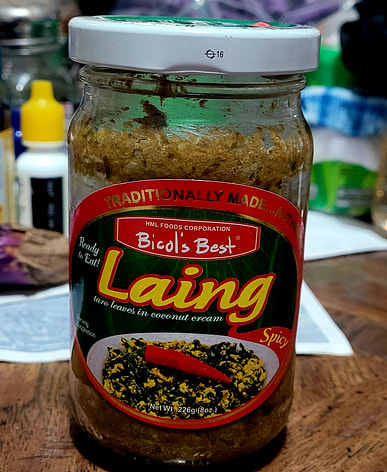 16
TRADITIONALLY MADE
HML FOODS CORPORATION
Bicol's Best®
Ready
to Eat!
Laing
taro leaves in coconut cream
Spicy
Net WT. 226g (8oz.)